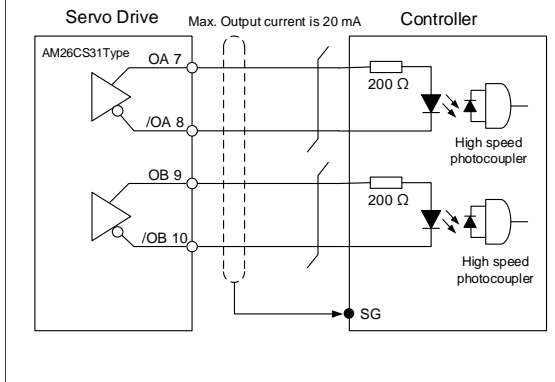 Servo Drive
Max. Output current is 20 mA
Controller
AM26CS31Type
OA 7
200 Ω
/OA 8
High speed
photocoupler
OB 9
200 Ω
/OB 10
High speed
photocoupler
SG